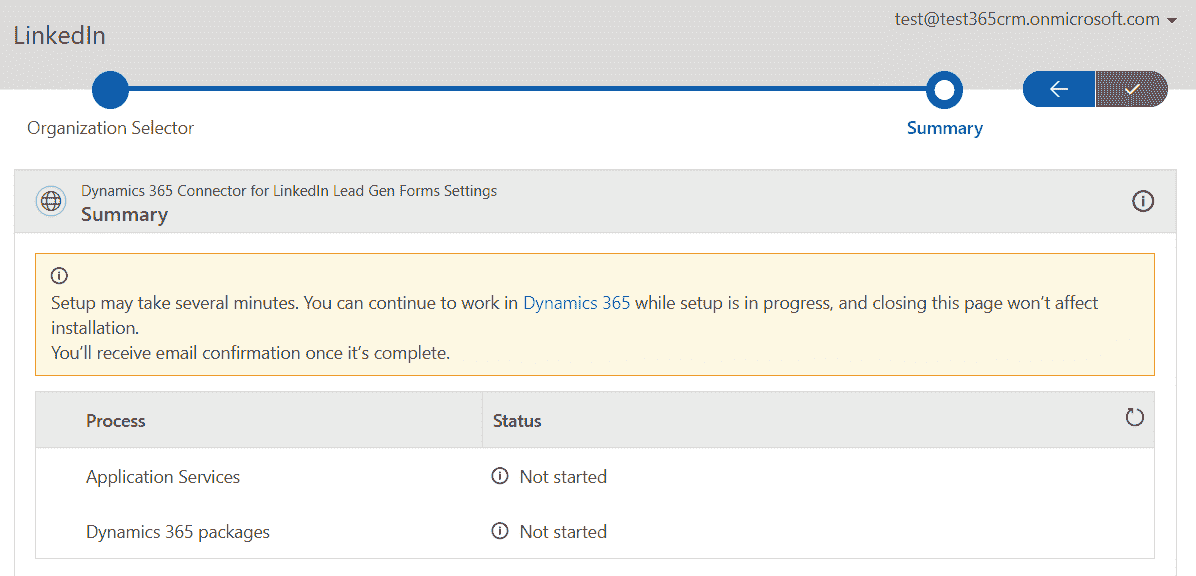 test@test365crm.onmicrosoft.com
LinkedIn
Organization Selector
Summary
Dynamics 365 Connector for LinkedIn Lead Gen Forms Settings
Summary
Setup may take several minutes. You can continue to work in Dynamics 365 while setup is in progress, and closing this page won’t affect
installation.
You’ll receive email confirmation once it’s complete.
Process Status
Application Services Not started
Dynamics 365 packages Not started